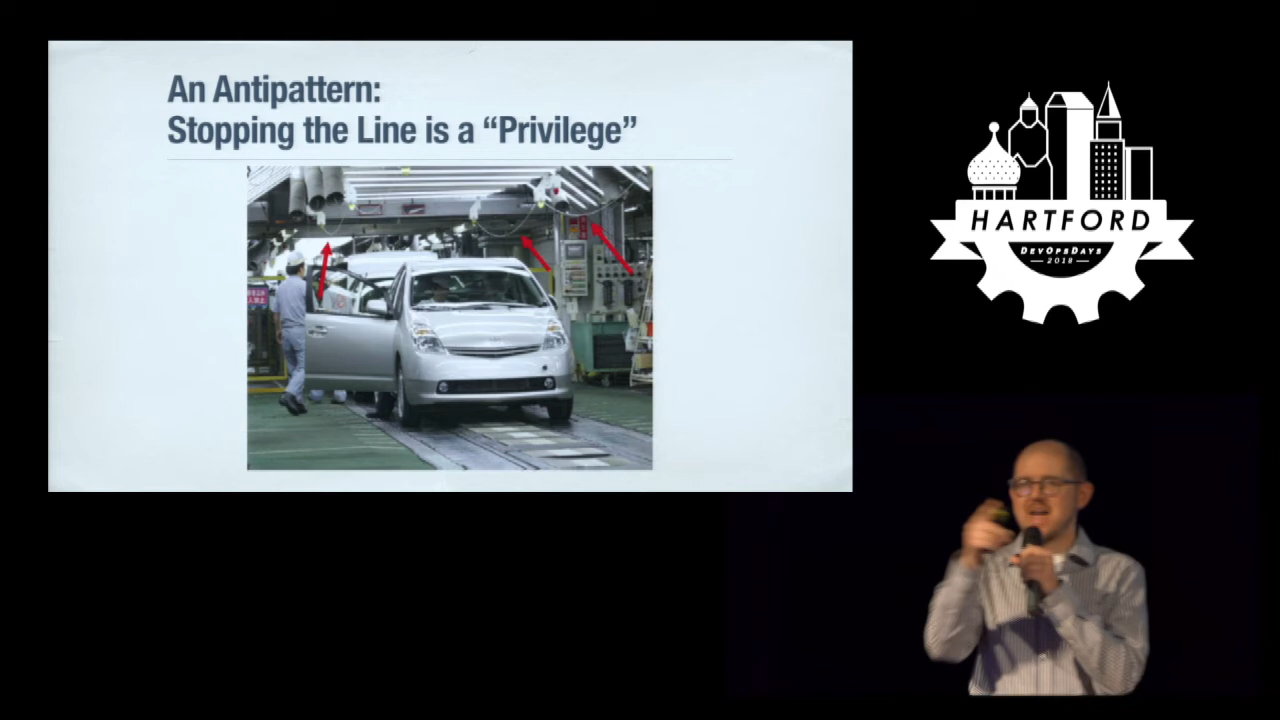 An Antipattern:
Stopping the Line is a “Privilege”
HARTFORD
DEVOPSDAYS
2018